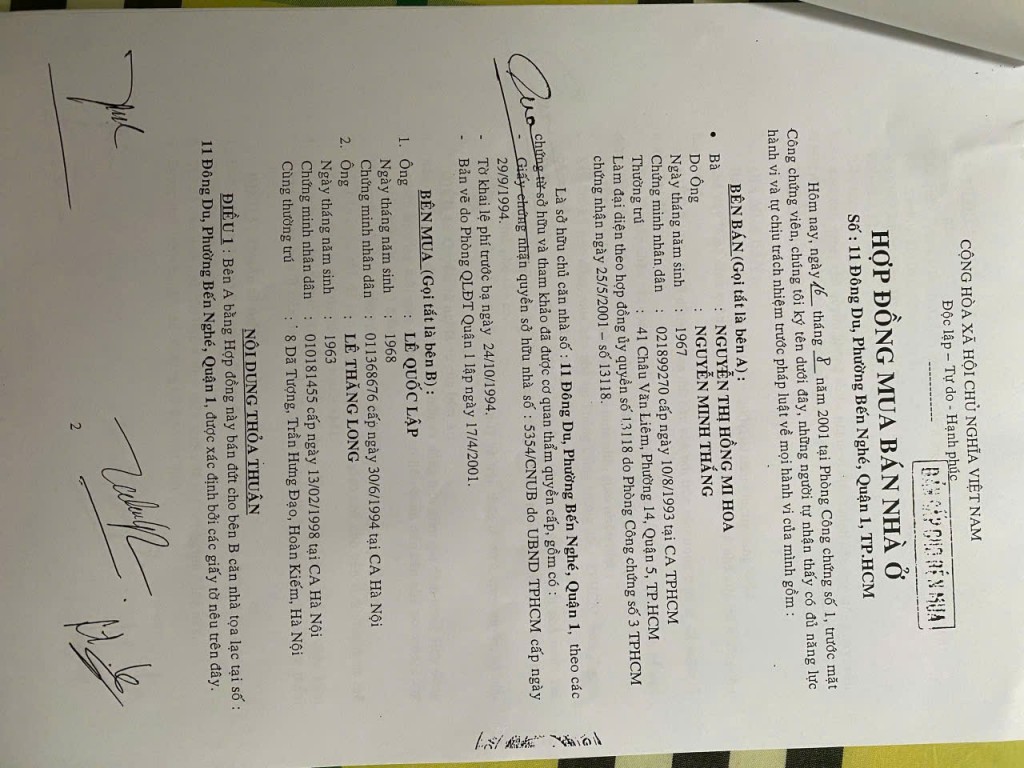 CỘNG HÒA XÃ HỘI CHỦ NGHĨA VIỆT NAM
Độc lập – Tự do - Hạnh phúc
BẢN CẤP CHO BÊN MUA
HỢP ĐỒNG MUA BÁN NHÀ Ở
Số : 11 Đông Du, Phường Bến Nghé, Quận 1, TP.HCM
Hôm nay, ngày 16 tháng 8 năm 2001 tại Phòng Công chứng số 1, trước mặt
Công chứng viên, chúng tôi ký tên dưới đây, những người tự nhận thấy có đủ năng lực
hành vi và tự chịu trách nhiệm trước pháp luật về mọi hành vi của mình gồm :
BÊN BÁN (Gọi tắt là bên A) :
• Bà : NGUYỄN THỊ HỒNG MI HOA
Do Ông : NGUYỄN MINH THẮNG
Ngày tháng năm sinh : 1967
Chứng minh nhân dân : 021899270 cấp ngày 10/8/1993 tại CA TPHCM
Thường trú : 41 Châu Văn Liêm, Phường 14, Quận 5, TP.HCM
Làm đại diện theo hợp đồng ủy quyền số 13118 do Phòng Công chứng số 3 TPHCM
chứng nhận ngày 25/5/2001 – số 13118.
Là sở hữu chủ căn nhà số : 11 Đông Du, Phường Bến Nghé, Quận 1, theo các
chứng từ sở hữu và tham khảo đã được cơ quan thẩm quyền cấp, gồm có :
- Giấy chứng nhận quyền sở hữu nhà số : 5354/CNUB do UBND TPHCM cấp ngày
29/9/1994.
- Tờ khai lệ phí trước bạ ngày 24/10/1994.
- Bản vẽ do Phòng QLĐT Quận 1 lập ngày 17/4/2001.
BÊN MUA (Gọi tắt là bên B) :
1. Ông : LÊ QUỐC LẬP
Ngày tháng năm sinh : 1968
Chứng minh nhân dân : 011368676 cấp ngày 30/6/1994 tại CA Hà Nội
2. Ông : LÊ THĂNG LONG
Ngày tháng năm sinh : 1963
Chứng minh nhân dân : 010181455 cấp ngày 13/02/1998 tại CA Hà Nội
Cùng thường trú : 8 Dã Tượng, Trần Hưng Đạo, Hoàn Kiếm, Hà Nội
NỘI DUNG THỎA THUẬN
ĐIỀU 1 : Bên A bằng Hợp đồng này bán đứt cho bên B căn nhà tọa lạc tại số :
11 Đông Du, Phường Bến Nghé, Quận 1, được xác định bởi các giấy tờ nêu trên đây.
2